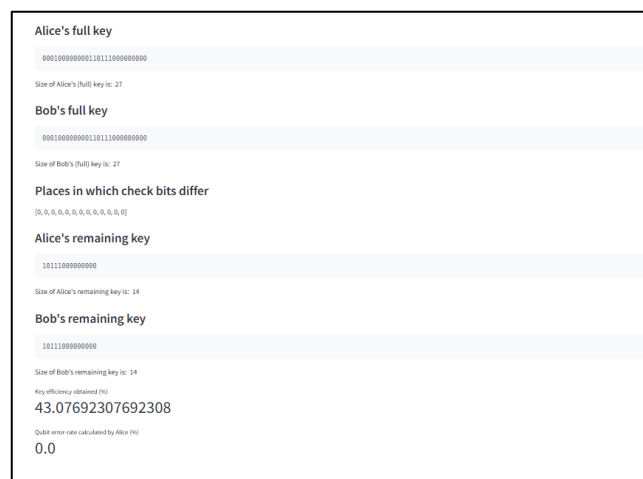 Alice's full key
000100000000110111000000000
Size of Alice's (full) key is: 27
Bob's full key
000100000000110111000000000
Size of Bob's (full) key is: 27
Places in which check bits differ
[0, 0, 0, 0, 0, 0, 0, 0, 0, 0, 0, 0, 0]
Alice's remaining key
10111000000000
Size of Alice's remaining key is: 14
Bob's remaining key
10111000000000
Size of Bob's remaining key is: 14
Key efficiency obtained (%)
43.07692307692308
Qubit error-rate calculated by Alice (%)
0.0